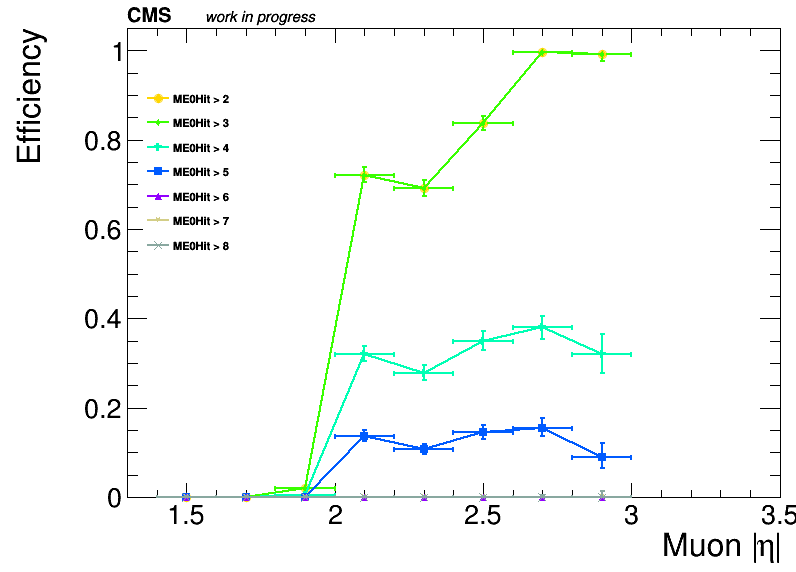 CMS work in progress
Efficiency
1
0.8
0.6
0.4
0.2
0
ME0Hit > 2
ME0Hit > 3
ME0Hit > 4
ME0Hit > 5
ME0Hit > 6
ME0Hit > 7
ME0Hit > 8
1.5 2 2.5 3 3.5
Muon |η|